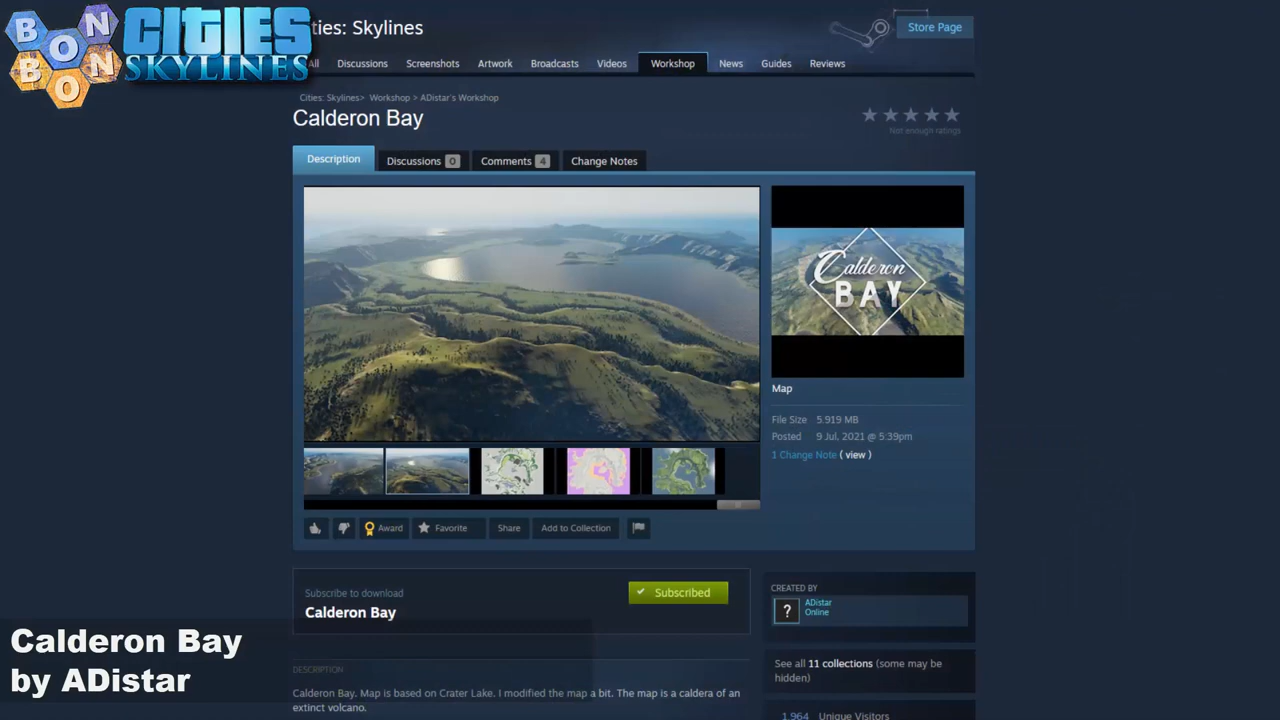 BON
BON
CITIES
SKYLINES
ties: Skylines
Store Page
All
Discussions
Screenshots
Artwork
Broadcasts
Videos
Workshop
News
Guides
Reviews
Cities: Skylines> Workshop > ADistar's Workshop
Calderon Bay
Not enough ratings
Description
Discussions 0
Comments 4
Change Notes
Calderon
BAY
Map
File Size 5.919 MB
Posted 9 Jul, 2021 @ 5:39pm
1 Change Note ( view )
Award
Favorite
Share
Add to Collection
Subscribe to download
Calderon Bay
Subscribed
CREATED BY
?
ADistar
Online
Calderon Bay
by ADistar
DESCRIPTION
Calderon Bay. Map is based on Crater Lake. I modified the map a bit. The map is a caldera of an
extinct volcano.
See all 11 collections (some may be
hidden)
1,964 Unique Visitors